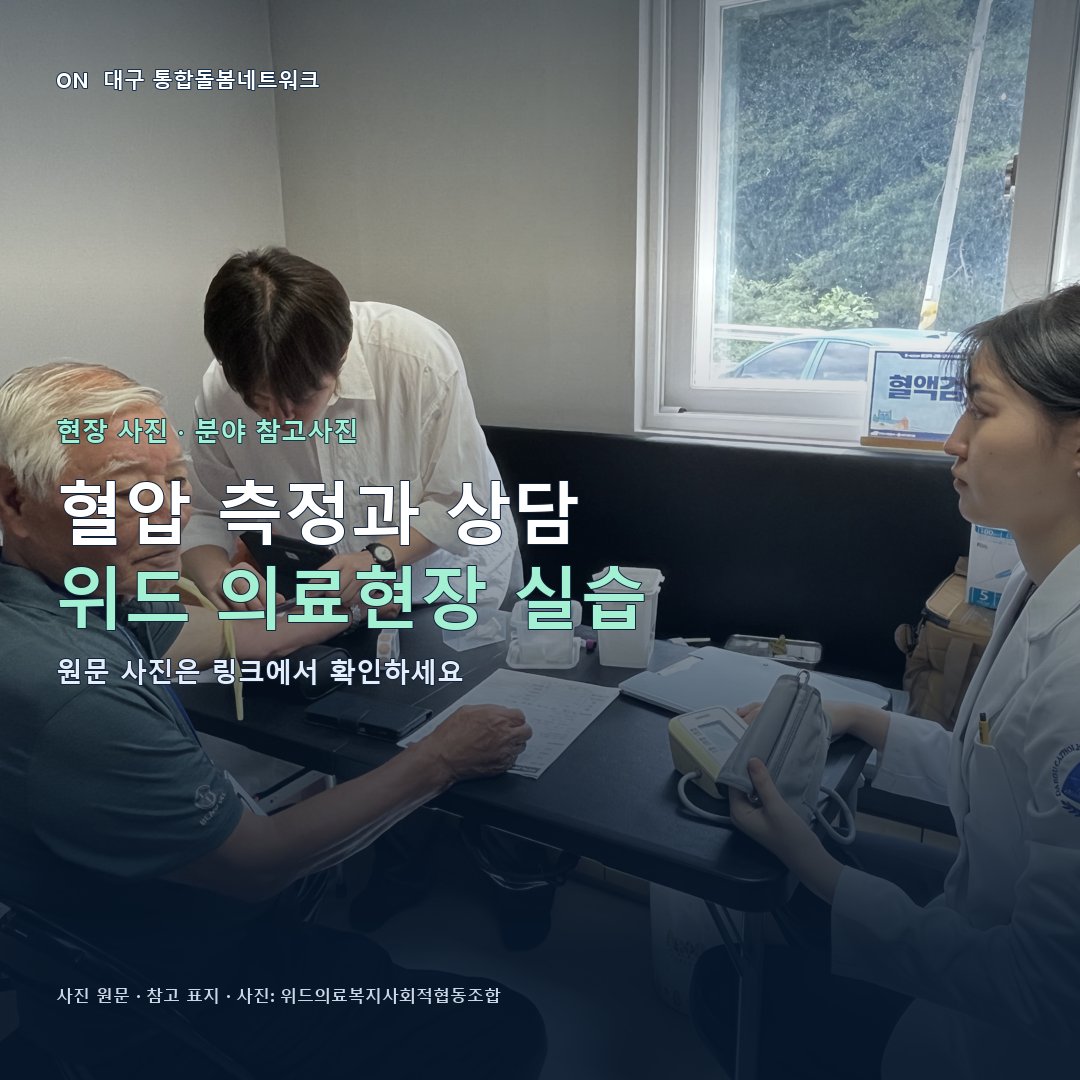 ON 대구 통합돌봄네트워크
현장 사진 · 분야 참고사진
혈압 측정과 상담
위드 의료현장 실습
원문 사진은 링크에서 확인하세요
혈액검
사진 원문 · 참고 표지 · 사진: 위드의료복지사회적협동조합